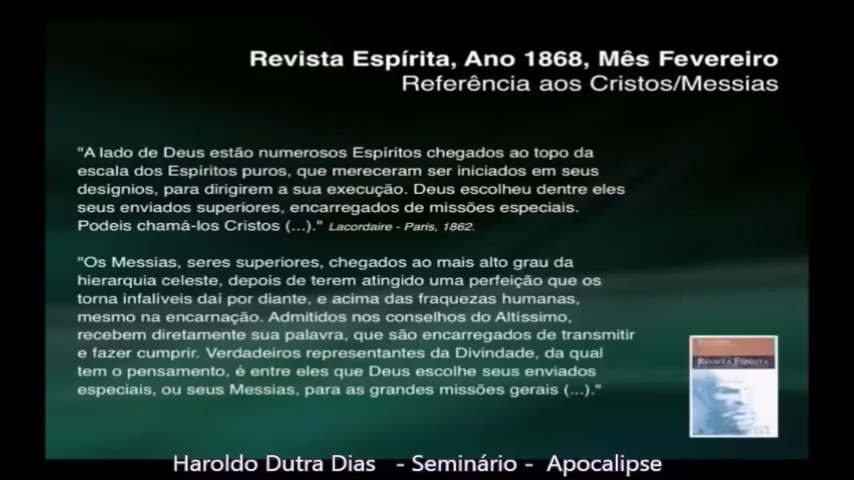 Revista Espírita, Ano 1868, Mês Fevereiro
Referência aos Cristos/Messias
"A lado de Deus estão numerosos Espíritos chegados ao topo da
escala dos Espíritos puros, que mereceram ser iniciados em seus
desígnios, para dirigirem a sua execução. Deus escolheu dentre eles
seus enviados superiores, encarregados de missões especiais.
Podeis chamá-los Cristos (...)." Lacordaire - Paris, 1862.
"Os Messias, seres superiores, chegados ao mais alto grau da
hierarquia celeste, depois de terem atingido uma perfeição que os
torna infalíveis daí por diante, e acima das fraquezas humanas,
mesmo na encarnação. Admitidos nos conselhos do Altíssimo,
recebem diretamente sua palavra, que são encarregados de transmitir
e fazer cumprir. Verdadeiros representantes da Divindade, da qual
tem o pensamento, é entre eles que Deus escolhe seus enviados
especiais, ou seus Messias, para as grandes missões gerais (...)."
Revista Espírita
Haroldo Dutra Dias - Seminário - Apocalipse